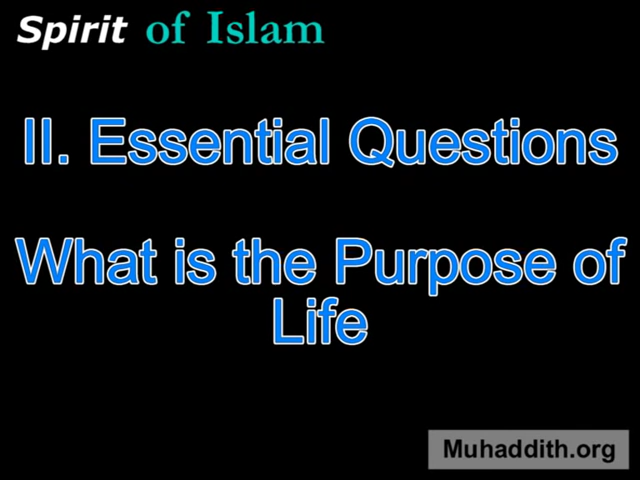 Spirit of Islam
II. Essential Questions
What is the Purpose of
Life
Muhaddith.org